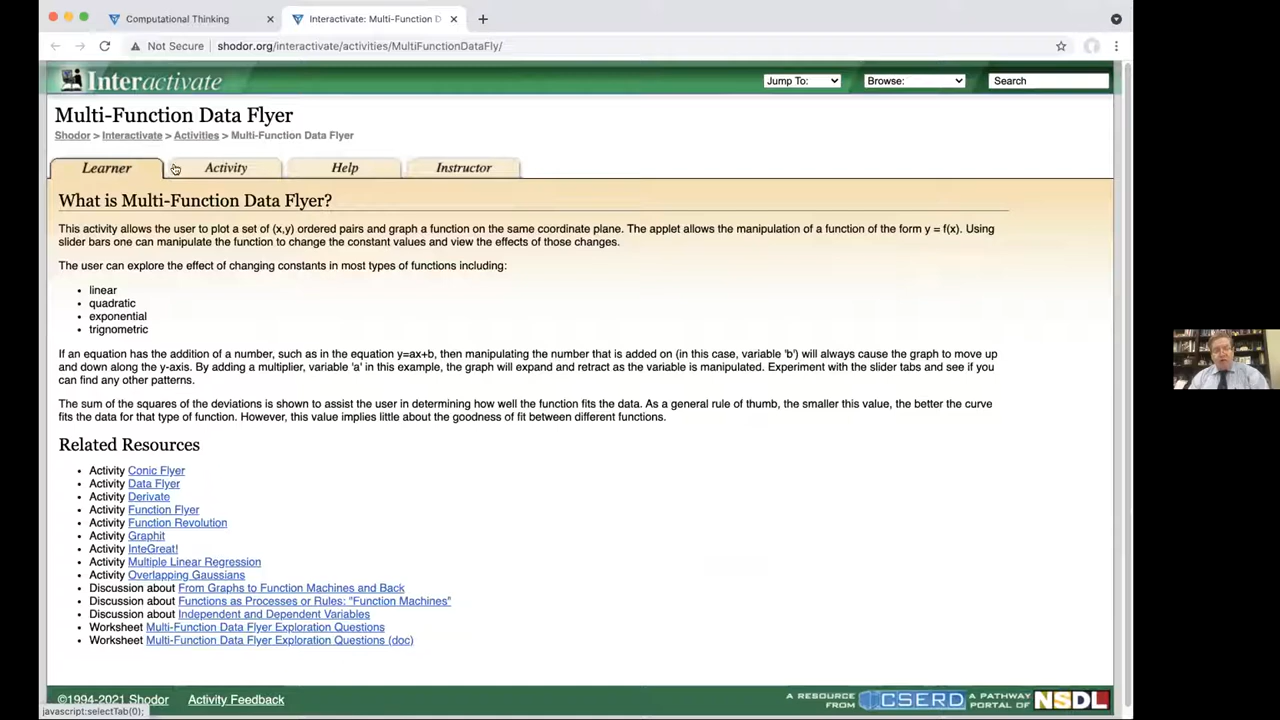 Computational Thinking
Interactivate: Multi-Function D
Not Secure
shodor.org/interactivate/activities/MultiFunctionDataFly/
Interactivate
Jump To:
Browse:
Search
Multi-Function Data Flyer
Shodor > Interactivate > Activities > Multi-Function Data Flyer
Learner
Activity
Help
Instructor
What is Multi-Function Data Flyer?
This activity allows the user to plot a set of (x,y) ordered pairs and graph a function on the same coordinate plane. The applet allows the manipulation of a function of the form y = f(x). Using
slider bars one can manipulate the function to change the constant values and view the effects of those changes.
The user can explore the effect of changing constants in most types of functions including:
• linear
• quadratic
• exponential
• trignometric
If an equation has the addition of a number, such as in the equation y=ax+b, then manipulating the number that is added on (in this case, variable 'b') will always cause the graph to move up
and down along the y-axis. By adding a multiplier, variable 'a' in this example, the graph will expand and retract as the variable is manipulated. Experiment with the slider tabs and see if you
can find any other patterns.
The sum of the squares of the deviations is shown to assist the user in determining how well the function fits the data. As a general rule of thumb, the smaller this value, the better the curve
fits the data for that type of function. However, this value implies little about the goodness of fit between different functions.
Related Resources
• Activity Conic Flyer
• Activity Data Flyer
• Activity Derivate
• Activity Function Flyer
• Activity Function Revolution
• Activity Graphit
• Activity InteGreat!
• Activity Multiple Linear Regression
• Activity Overlapping Gaussians
• Discussion about From Graphs to Function Machines and Back
• Discussion about Functions as Processes or Rules: "Function Machines"
• Discussion about Independent and Dependent Variables
• Worksheet Multi-Function Data Flyer Exploration Questions
• Worksheet Multi-Function Data Flyer Exploration Questions (doc)
©1994-2021 Shodor
Activity Feedback
A RESOURCE
FROM
CSERD
A PATHWAY
PORTAL OF
NSDL
javascript:selectTab(0);